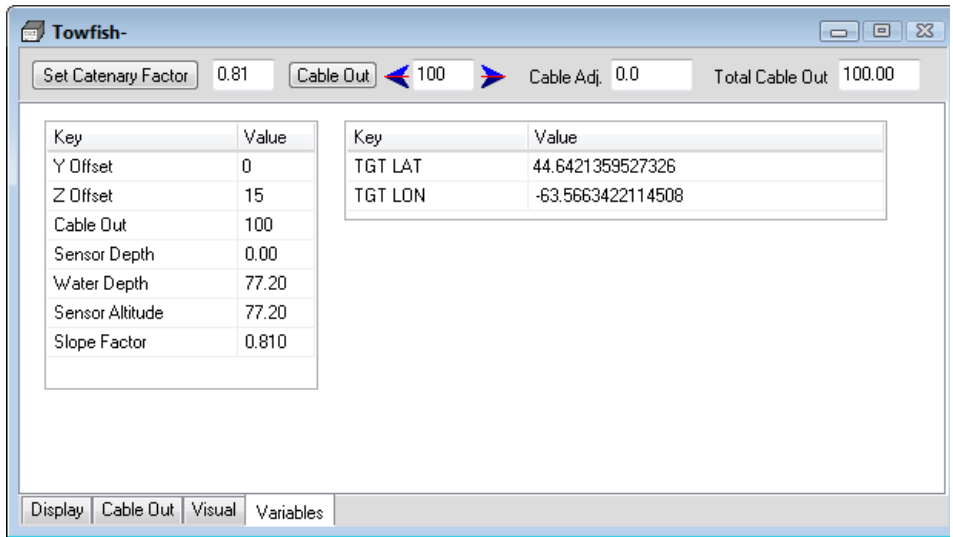 Towfish-
Set Catenary Factor 0.81 Cable Out 100 Cable Adj. 0.0 Total Cable Out 100.00
Key Value
Y Offset 0
Z Offset 15
Cable Out 100
Sensor Depth 0.00
Water Depth 77.20
Sensor Altitude 77.20
Slope Factor 0.810
Key Value
TGT LAT 44.6421359527326
TGT LON -63.5663422114508
Display Cable Out Visual Variables